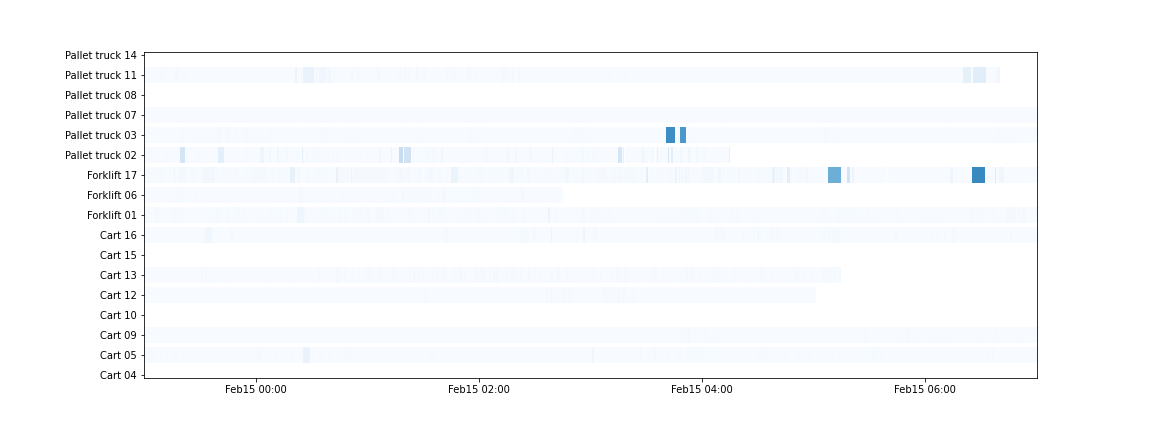 Pallet truck 14
Pallet truck 11
Pallet truck 08
Pallet truck 07
Pallet truck 03
Pallet truck 02
Forklift 17
Forklift 06
Forklift 01
Cart 16
Cart 15
Cart 13
Cart 12
Cart 10
Cart 09
Cart 05
Cart 04
Feb15 00:00 Feb15 02:00 Feb15 04:00 Feb15 06:00